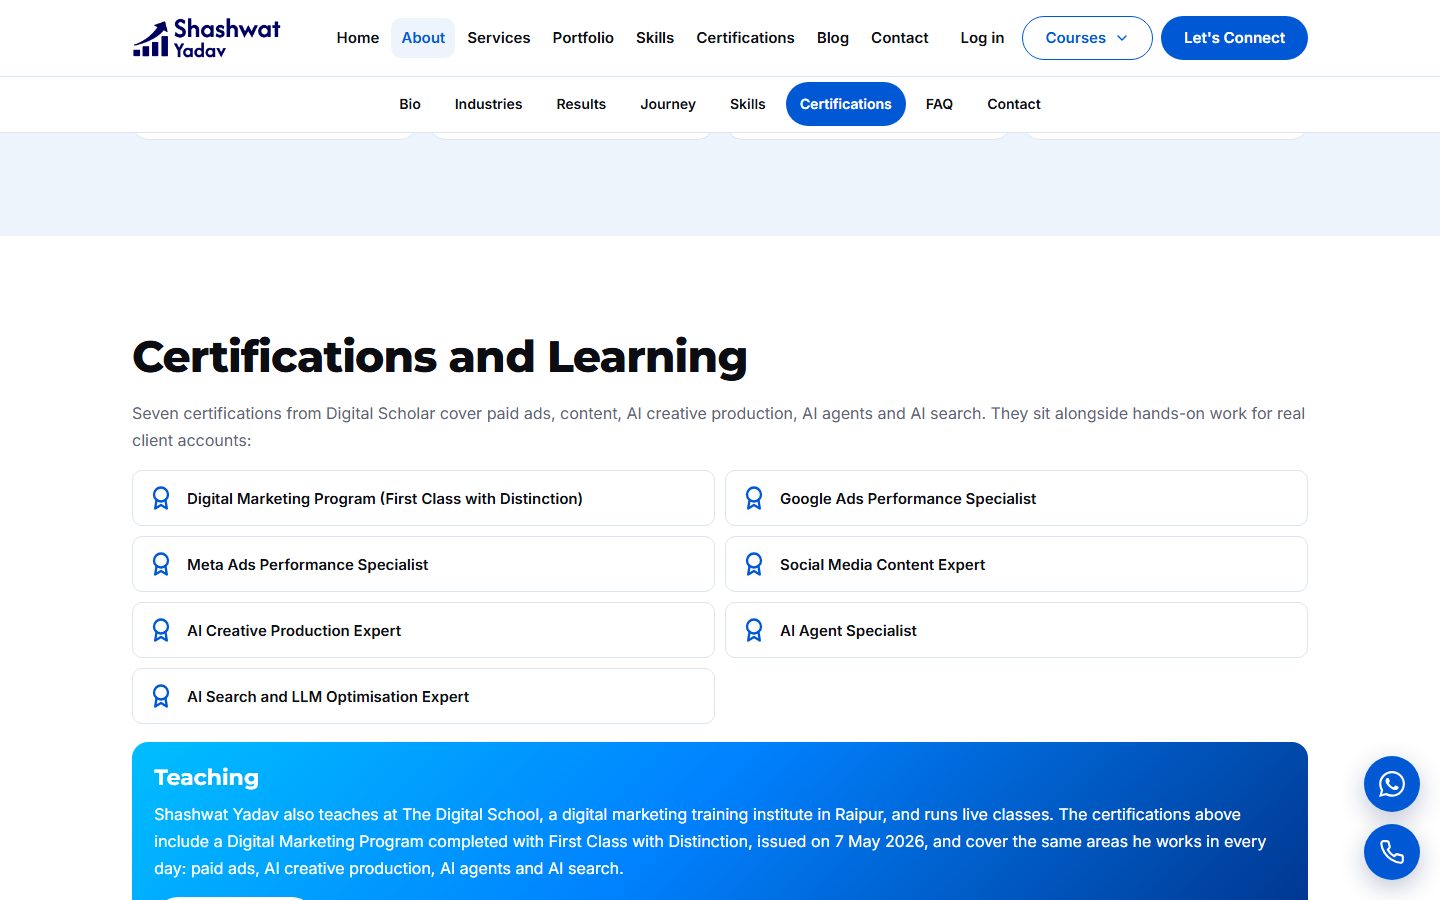 Shashwat
Yadav
Home
About
Services
Portfolio
Skills
Certifications
Blog
Contact
Log in
Courses
Let's Connect
Bio
Industries
Results
Journey
Skills
Certifications
FAQ
Contact
Certifications and Learning
Seven certifications from Digital Scholar cover paid ads, content, AI creative production, AI agents and AI search. They sit alongside hands-on work for real
client accounts:
Digital Marketing Program (First Class with Distinction)
Google Ads Performance Specialist
Meta Ads Performance Specialist
Social Media Content Expert
AI Creative Production Expert
AI Agent Specialist
AI Search and LLM Optimisation Expert
Teaching
Shashwat Yadav also teaches at The Digital School, a digital marketing training institute in Raipur, and runs live classes. The certifications above
include a Digital Marketing Program completed with First Class with Distinction, issued on 7 May 2026, and cover the same areas he works in every
day: paid ads, AI creative production, AI agents and AI search.